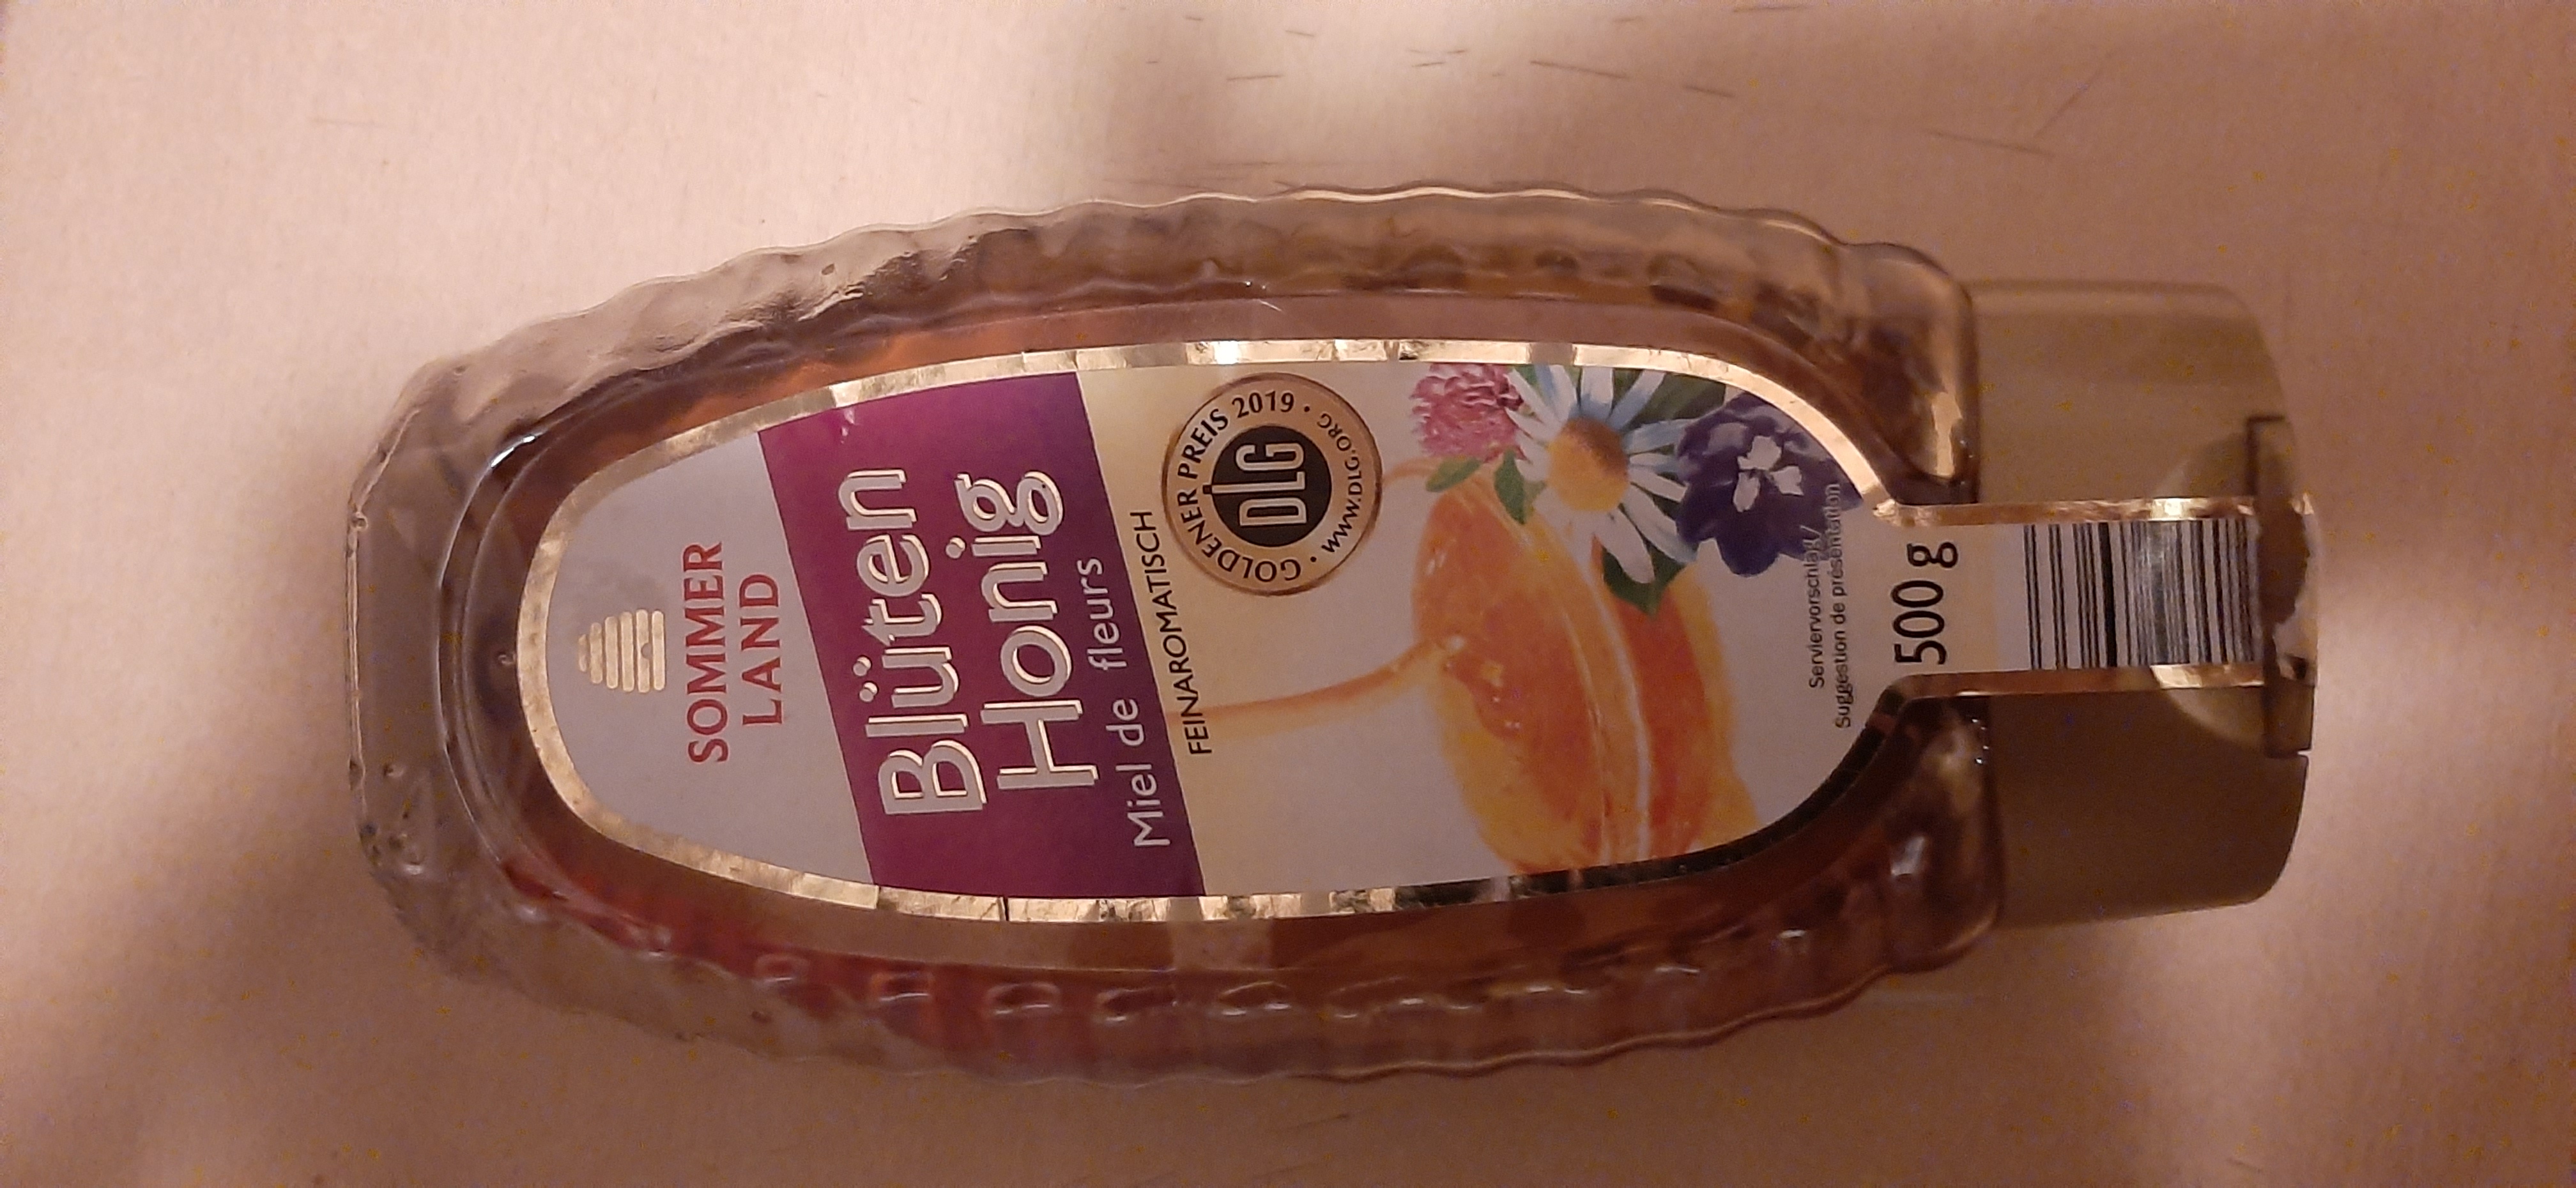 SOMMER
LAND
Blüten
Honig
Miel de fleurs
FEINAROMATISCH
GOLDENER PREIS 2019
DLG
WWW.DLG.ORG
Serviervorschlag/
Suggestion de présentation
500 g